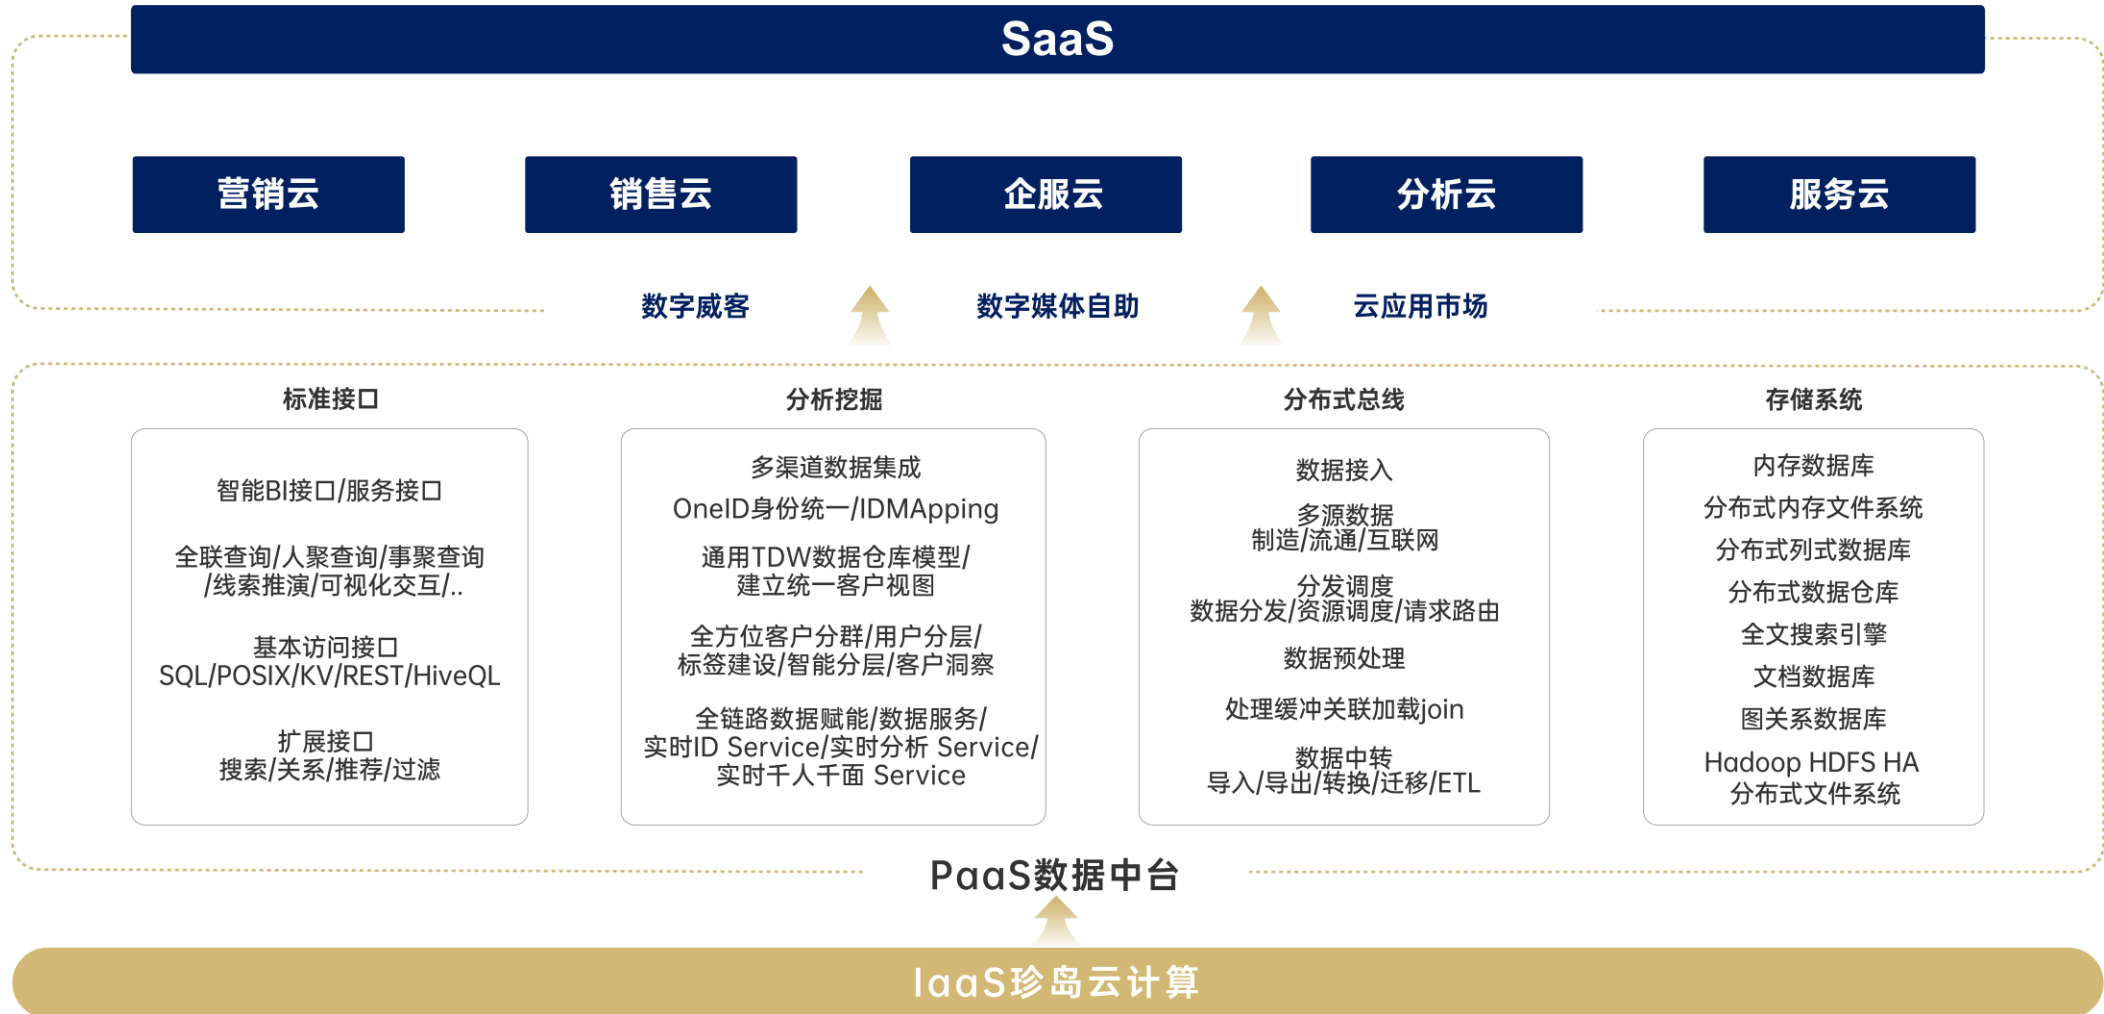 SaaS
营销云
销售云
企服云
分析云
服务云
数字威客
数字媒体自助
云应用市场
标准接口
智能BI接口/服务接口
全联查询/人聚查询/事聚查询
/线索推演/可视化交互/..
基本访问接口
SQL/POSIX/KV/REST/HiveQL
扩展接口
搜索/关系/推荐/过滤
分析挖掘
多渠道数据集成
OneID身份统一/IDMApping
通用TDW数据仓库模型/
建立统一客户视图
全方位客户分群/用户分层/
标签建设/智能分层/客户洞察
全链路数据赋能/数据服务/
实时ID Service/实时分析 Service/
实时千人千面 Service
分布式总线
数据接入
多源数据
制造/流通/互联网
分发调度
数据分发/资源调度/请求路由
数据预处理
处理缓冲关联加载join
数据中转
导入/导出/转换/迁移/ETL
存储系统
内存数据库
分布式内存文件系统
分布式列式数据库
分布式数据仓库
全文搜索引擎
文档数据库
图关系数据库
Hadoop HDFS HA
分布式文件系统
PaaS数据中台
IaaS珍岛云计算